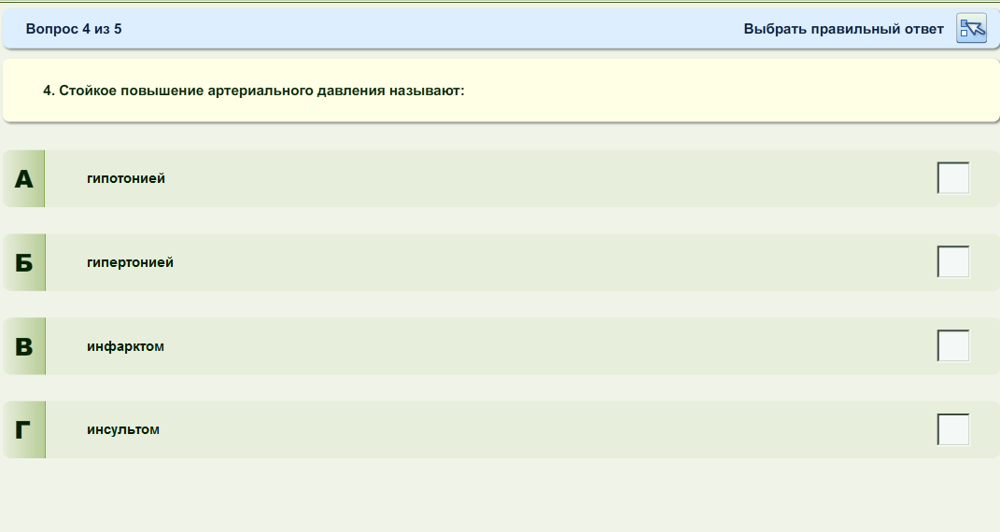 Вопрос 4 из 5
Выбрать правильный ответ
4. Стойкое повышение артериального давления называют:
А
гипотонией
Б
гипертонией
В
инфарктом
Г
инсультом